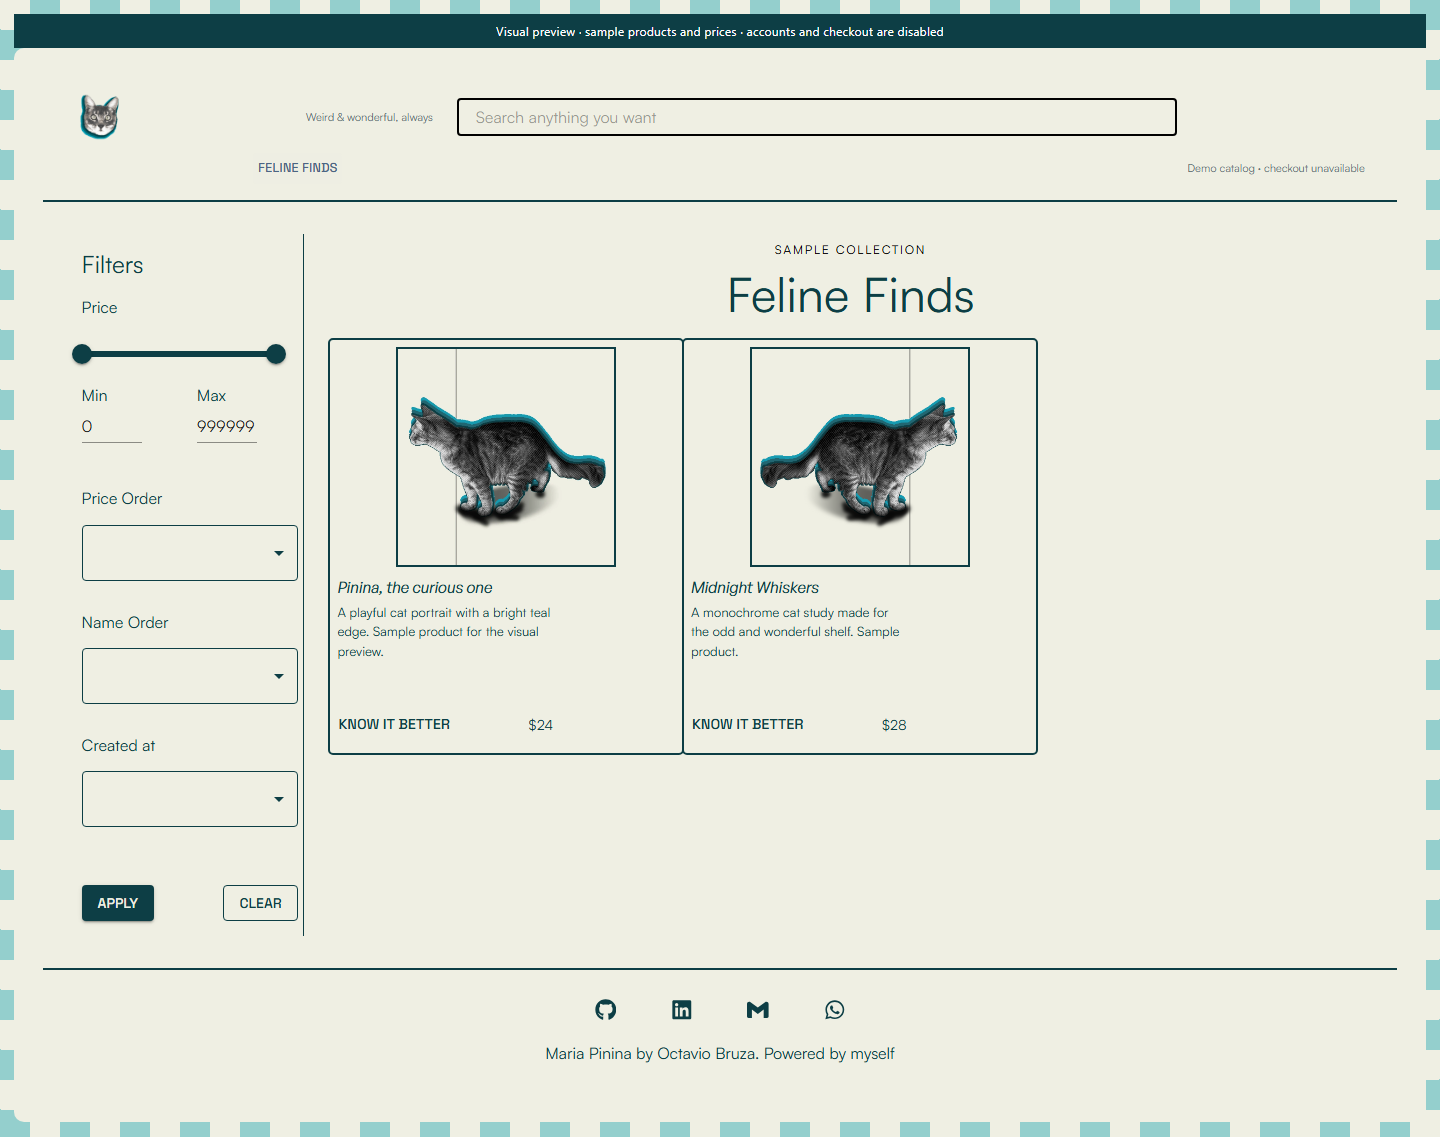 Visual preview · sample products and prices · accounts and checkout are disabled
Weird & wonderful, always
Search anything you want
FELINE FINDS
Demo catalog · checkout unavailable
Filters
Price
Min
Max
0
999999
Price Order
Name Order
Created at
APPLY
CLEAR
SAMPLE COLLECTION
Feline Finds
Pinina, the curious one
A playful cat portrait with a bright teal
edge. Sample product for the visual
preview.
KNOW IT BETTER
$24
Midnight Whiskers
A monochrome cat study made for
the odd and wonderful shelf. Sample
product.
KNOW IT BETTER
$28
Maria Pinina by Octavio Bruza. Powered by myself